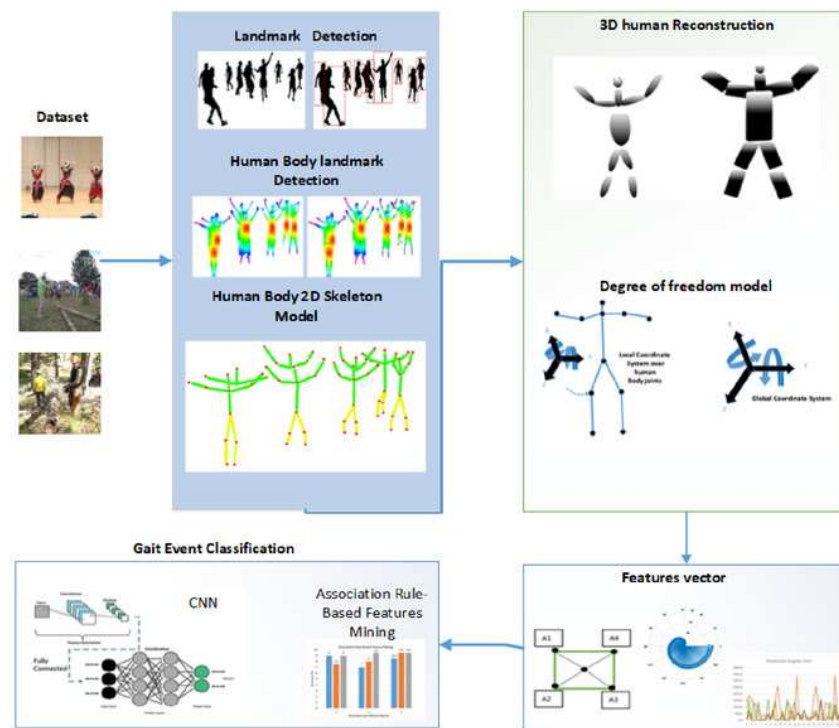 Dataset
Landmark Detection
Human Body landmark
Detection
Human Body 2D Skeleton
Model
3D human Reconstruction
Degree of freedom model
Local Coordinate
System over
human
Body Joints
Global Coordinate System
Gait Event Classification
CNN
Fully
Connected
Association Rule-
Based Features
Mining
Features vector
A1
A4
A2
A3